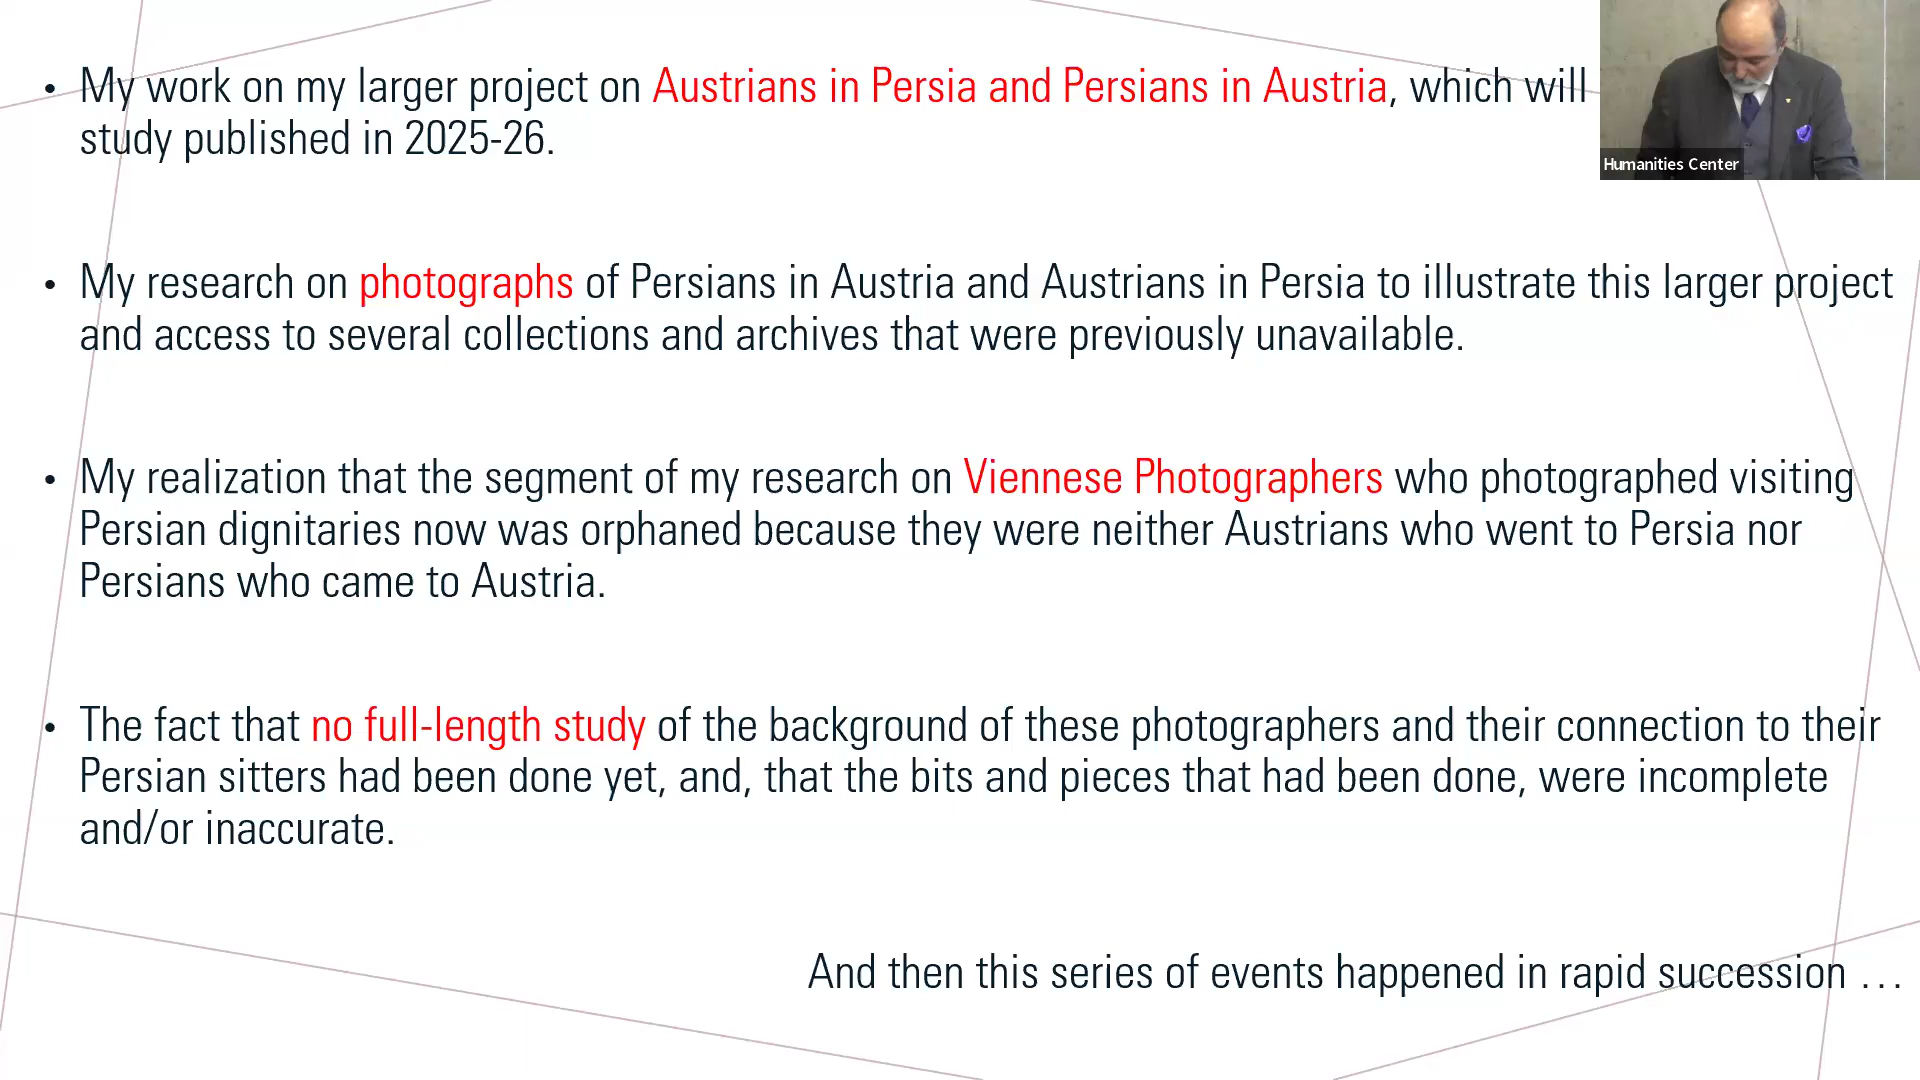 • My work on my larger project on Austrians in Persia and Persians in Austria, which will
study published in 2025-26.
• My research on photographs of Persians in Austria and Austrians in Persia to illustrate this larger project
and access to several collections and archives that were previously unavailable.
• My realization that the segment of my research on Viennese Photographers who photographed visiting
Persian dignitaries now was orphaned because they were neither Austrians who went to Persia nor
Persians who came to Austria.
• The fact that no full-length study of the background of these photographers and their connection to their
Persian sitters had been done yet, and, that the bits and pieces that had been done, were incomplete
and/or inaccurate.
And then this series of events happened in rapid succession …
Humanities Center